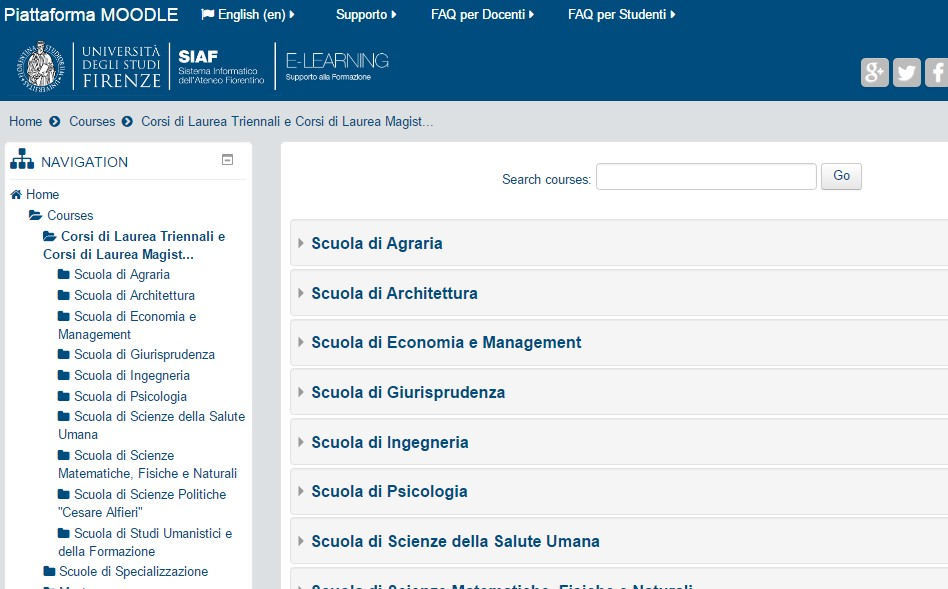 Piattaforma MOODLE
English (en)
Supporto
FAQ per Docenti
FAQ per Studenti
UNIVERSITÀ
DEGLI STUDI
FIRENZE
SIAF
Sistema Informatico
dell'Ateneo Fiorentino
E-LEARNING
Supporto alla Formazione
Home Courses Corsi di Laurea Triennali e Corsi di Laurea Magist...
NAVIGATION
Home
Courses
Corsi di Laurea Triennali e
Corsi di Laurea Magist...
Scuola di Agraria
Scuola di Architettura
Scuola di Economia e
Management
Scuola di Giurisprudenza
Scuola di Ingegneria
Scuola di Psicologia
Scuola di Scienze della Salute
Umana
Scuola di Scienze
Matematiche, Fisiche e Naturali
Scuola di Scienze Politiche
"Cesare Alfieri"
Scuola di Studi Umanistici e
della Formazione
Scuole di Specializzazione
Search courses:
Go
Scuola di Agraria
Scuola di Architettura
Scuola di Economia e Management
Scuola di Giurisprudenza
Scuola di Ingegneria
Scuola di Psicologia
Scuola di Scienze della Salute Umana
Scuola di Scienze Matematiche, Fisiche e Naturali